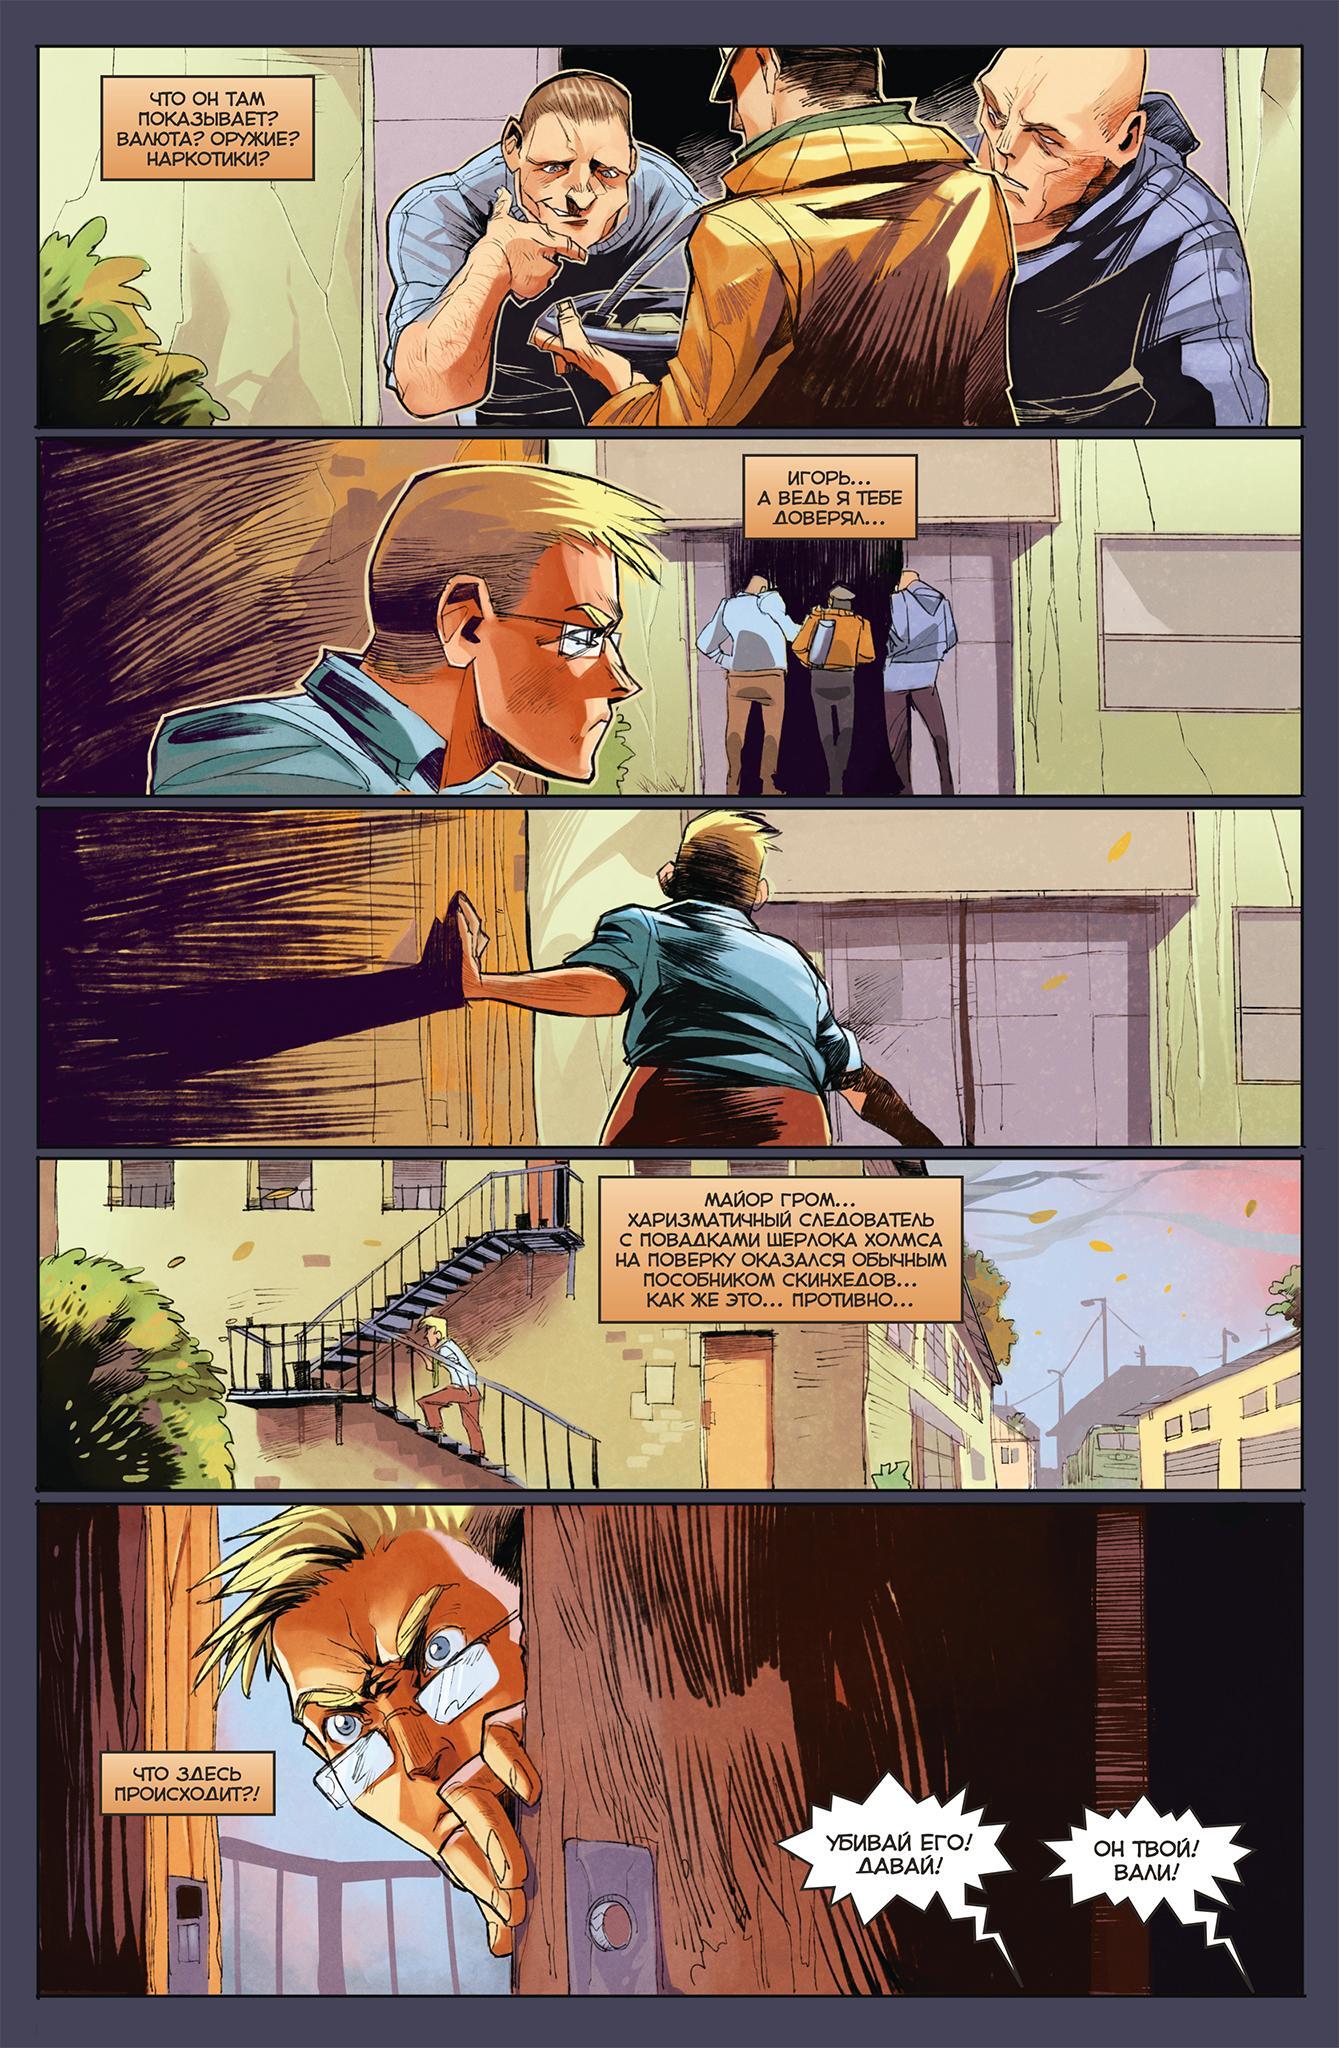 ЧТО ОН ТАМ
ПОКАЗЫВАЕТ?
ВАЛЮТА? ОРУЖИЕ?
НАРКОТИКИ?
ИГОРЬ...
А ВЕДЬ Я ТЕБЕ
ДОВЕРЯЛ...
МАЙОР ГРОМ...
ХАРИЗМАТИЧНЫЙ СЛЕДОВАТЕЛЬ
С ПОВАДКАМИ ШЕРЛОКА ХОЛМСА
НА ПОВЕРКУ ОКАЗАЛСЯ ОБЫЧНЫМ
ПОСОБНИКОМ СКИНХЕДОВ...
КАК ЖЕ ЭТО... ПРОТИВНО...
ЧТО ЗДЕСЬ
ПРОИСХОДИТ?!
УБИВАЙ ЕГО!
ДАВАЙ!
ОН ТВОЙ!
ВАЛИ!